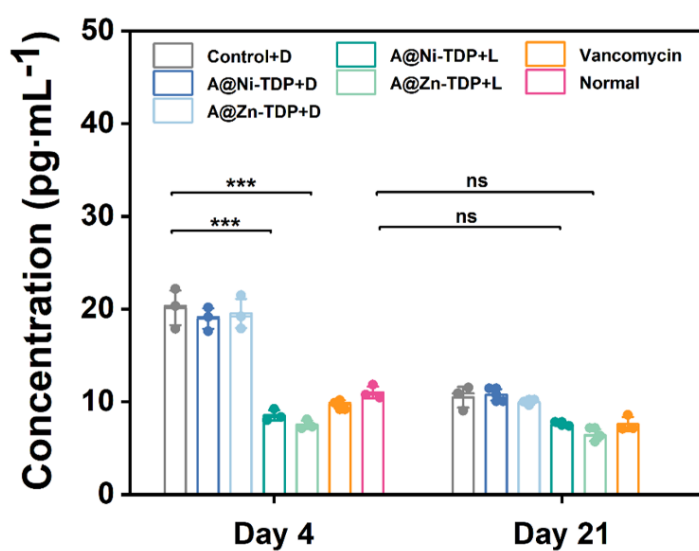 Concentration (pg·mL⁻¹)
50
40
30
20
10
0
Control+D
A@Ni-TDP+D
A@Zn-TDP+D
A@Ni-TDP+L
A@Zn-TDP+L
Vancomycin
Normal
***
***
ns
ns
Day 4
Day 21